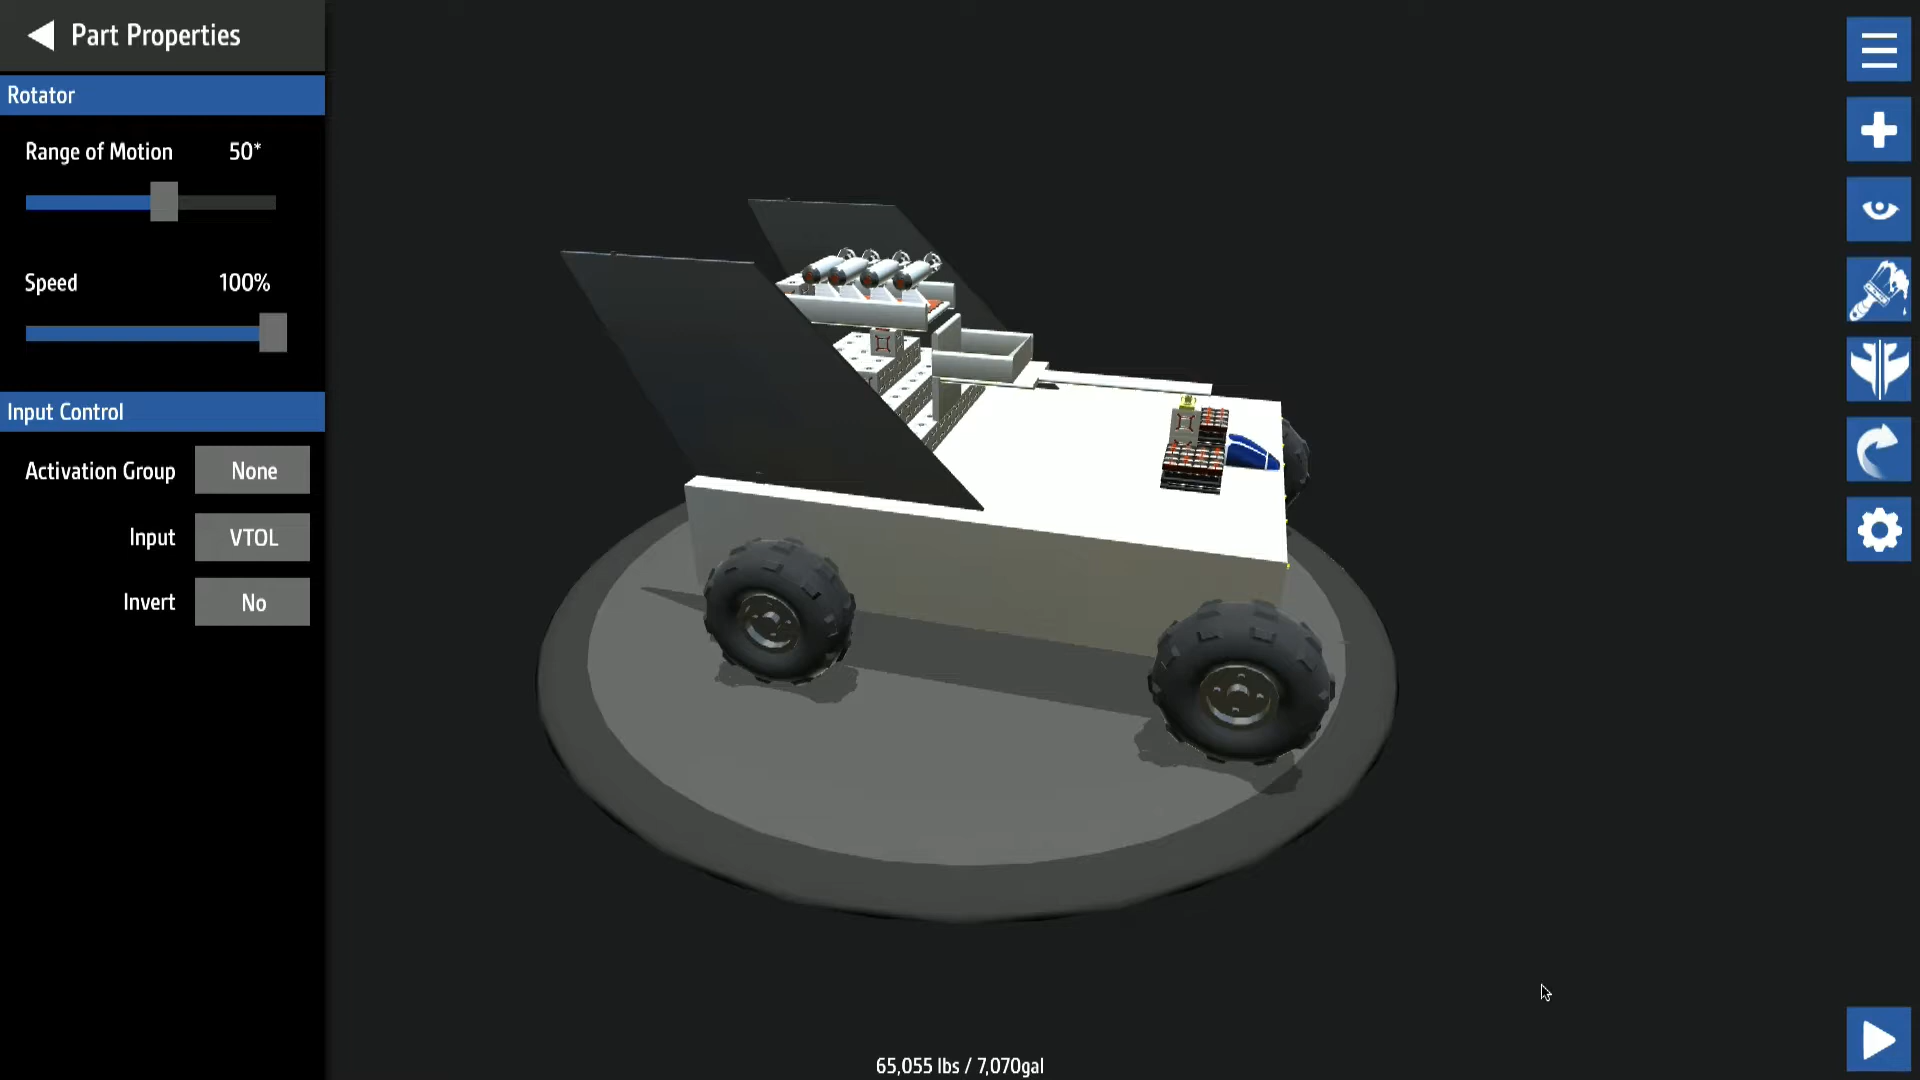 Part Properties
Rotator
Range of Motion 50*
Speed 100%
Input Control
Activation Group None
Input VTOL
Invert No
65,055 lbs / 7,070gal